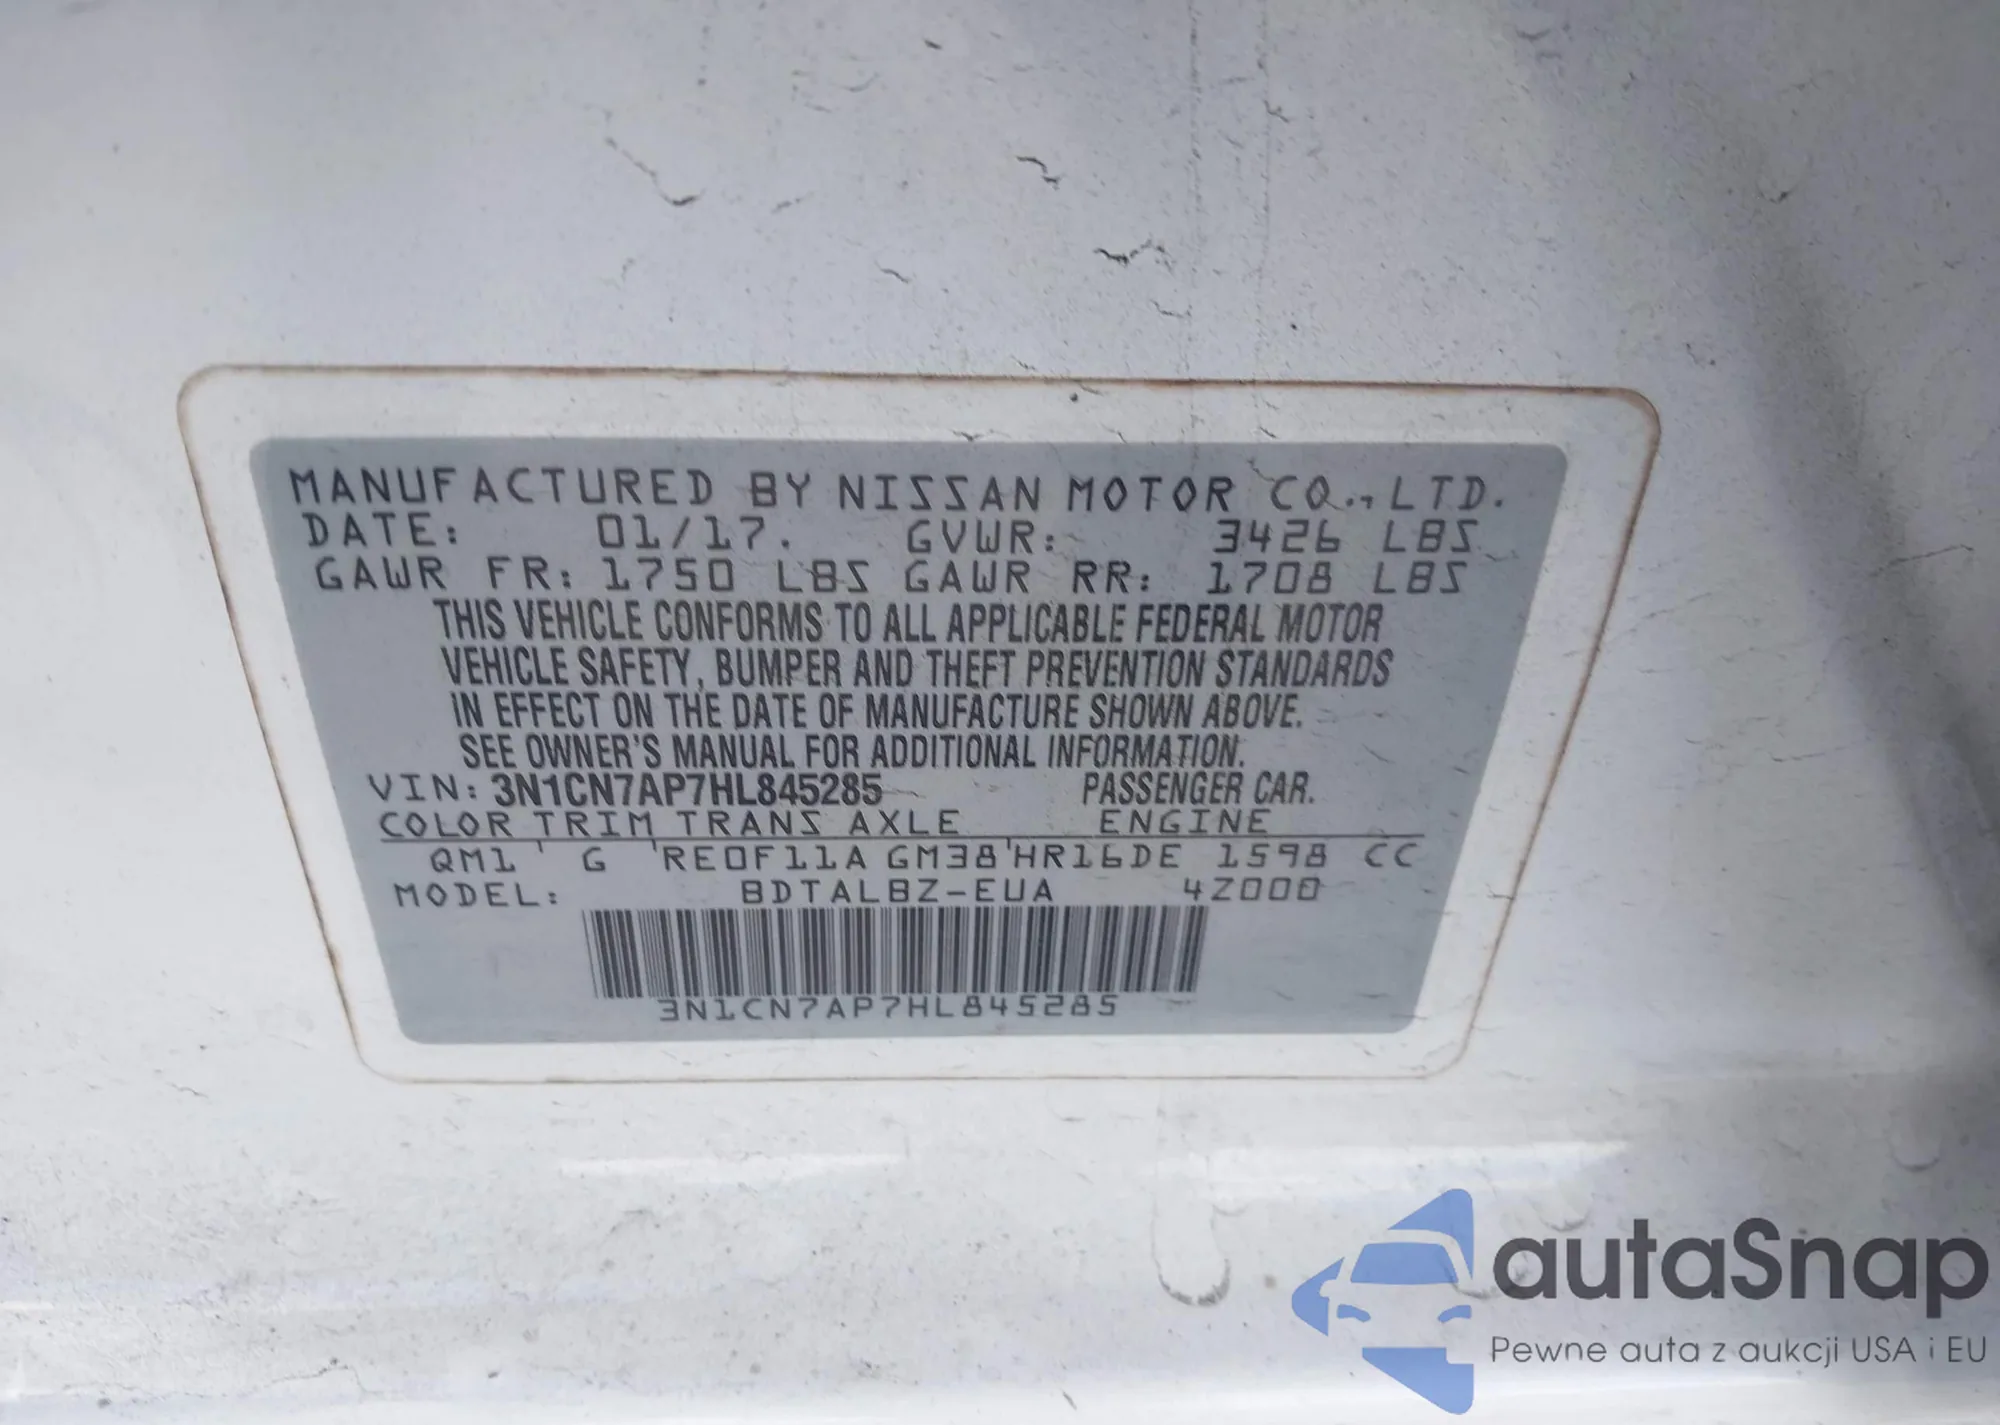 MANUFACTURED BY NISSAN MOTOR CO., LTD.
DATE: 01/17. GVWR: 3426 LBS
GAWR FR: 1750 LBS GAWR RR: 1708 LBS
THIS VEHICLE CONFORMS TO ALL APPLICABLE FEDERAL MOTOR
VEHICLE SAFETY, BUMPER AND THEFT PREVENTION STANDARDS
IN EFFECT ON THE DATE OF MANUFACTURE SHOWN ABOVE.
SEE OWNER'S MANUAL FOR ADDITIONAL INFORMATION.
VIN: 3N1CN7AP7HL845285 PASSENGER CAR.
COLOR TRIM TRANS AXLE ENGINE
QM1 ' G 'RE0F11A GM38'HR16DE 1598 CC
MODEL: BDTALBZ-EUA 4Z000
3N1CN7AP7HL845285
autaSnap
Pewne auta z aukcji USA i EU